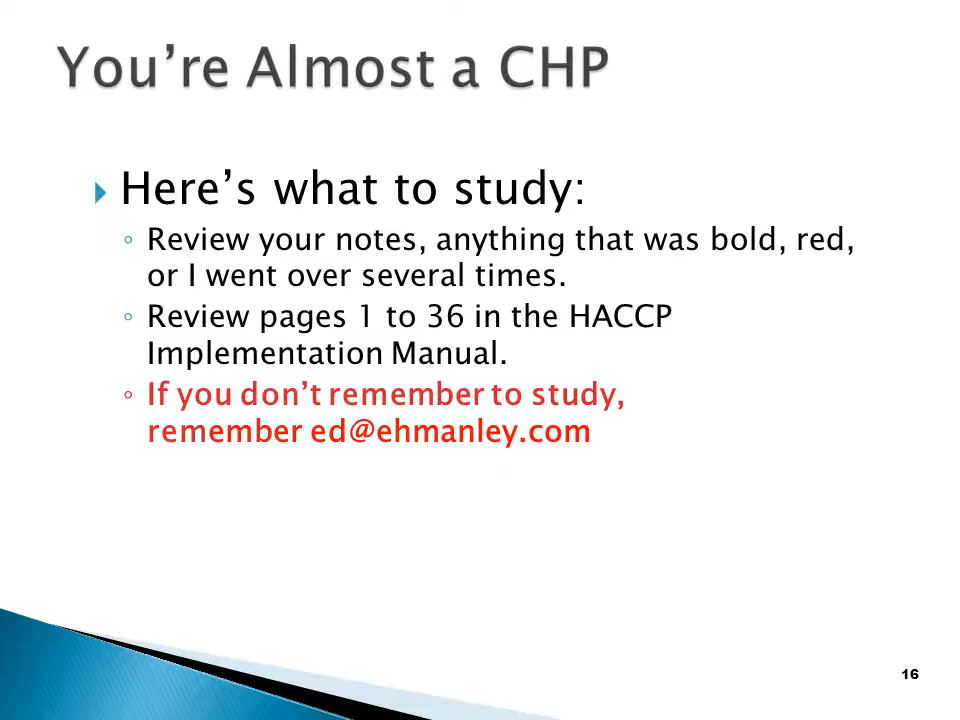 You’re Almost a CHP
Here’s what to study:
Review your notes, anything that was bold, red,
or I went over several times.
Review pages 1 to 36 in the HACCP
Implementation Manual.
If you don’t remember to study,
remember ed@ehmanley.com
16